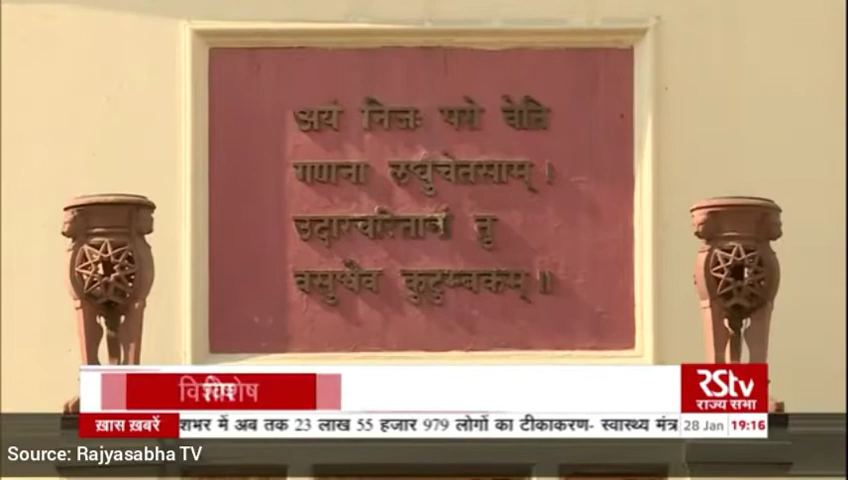 अयं निजः परो वेति
गणना लघुचेतसाम् ।
उदारचरितानां तु
वसुधैव कुटुम्बकम् ॥
विशेष
RSTV
राज्य सभा
ख़ास ख़बरें
शभर में अब तक 23 लाख 55 हजार 979 लोगों का टीकाकरण- स्वास्थ्य मंत्र
28 Jan
19:16
Source: Rajyasabha TV